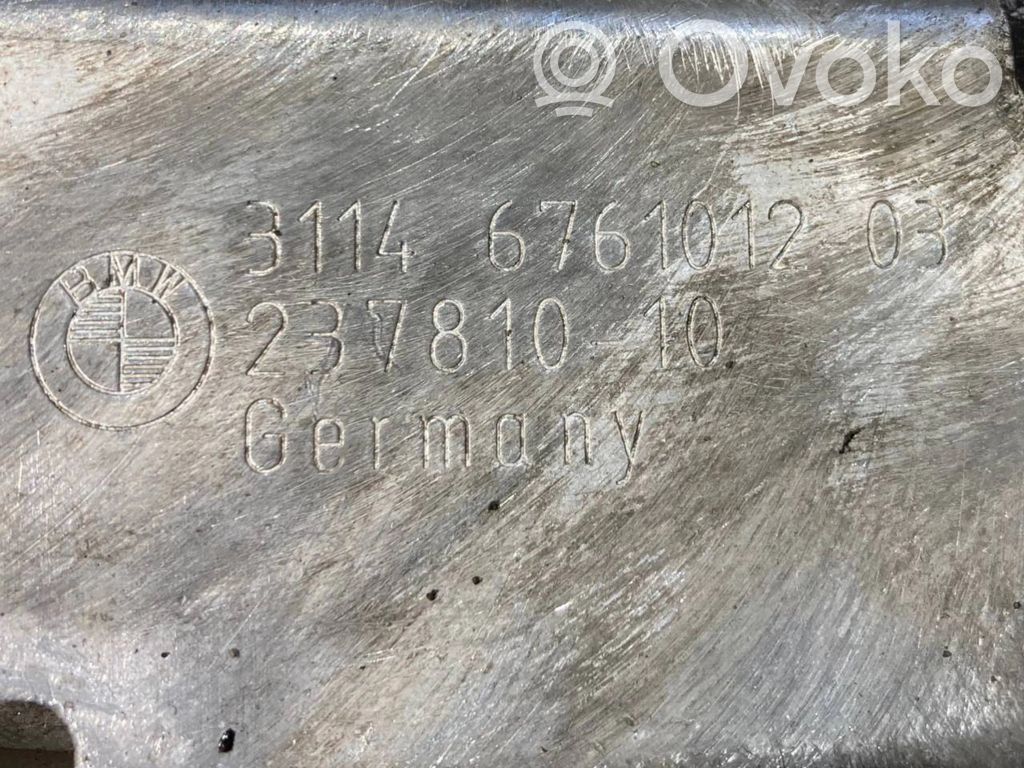 Ovoko
3114 6761012 03
BMW
237810-10
Germany